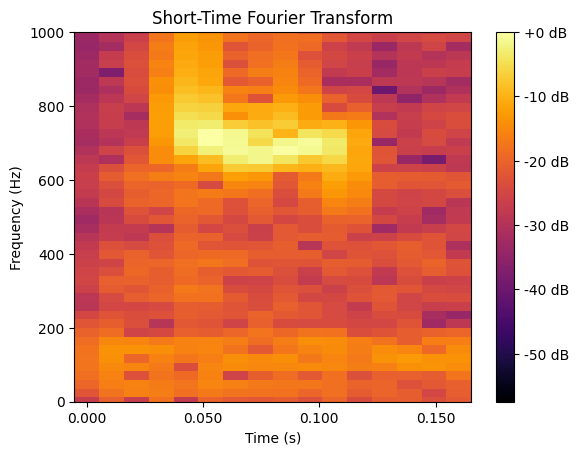 Short-Time Fourier Transform
Frequency (Hz)
1000
800
600
400
200
0
0.000
0.050
0.100
0.150
Time (s)
+0 dB
-10 dB
-20 dB
-30 dB
-40 dB
-50 dB